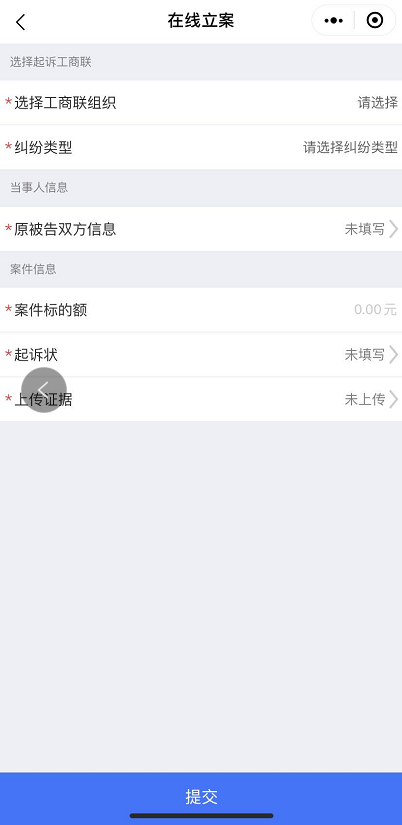 在线立案
选择起诉工商联
*选择工商联组织 请选择
*纠纷类型 请选择纠纷类型
当事人信息
*原被告双方信息 未填写
案件信息
*案件标的额 0.00 元
*起诉状 未填写
*上传证据 未上传
提交